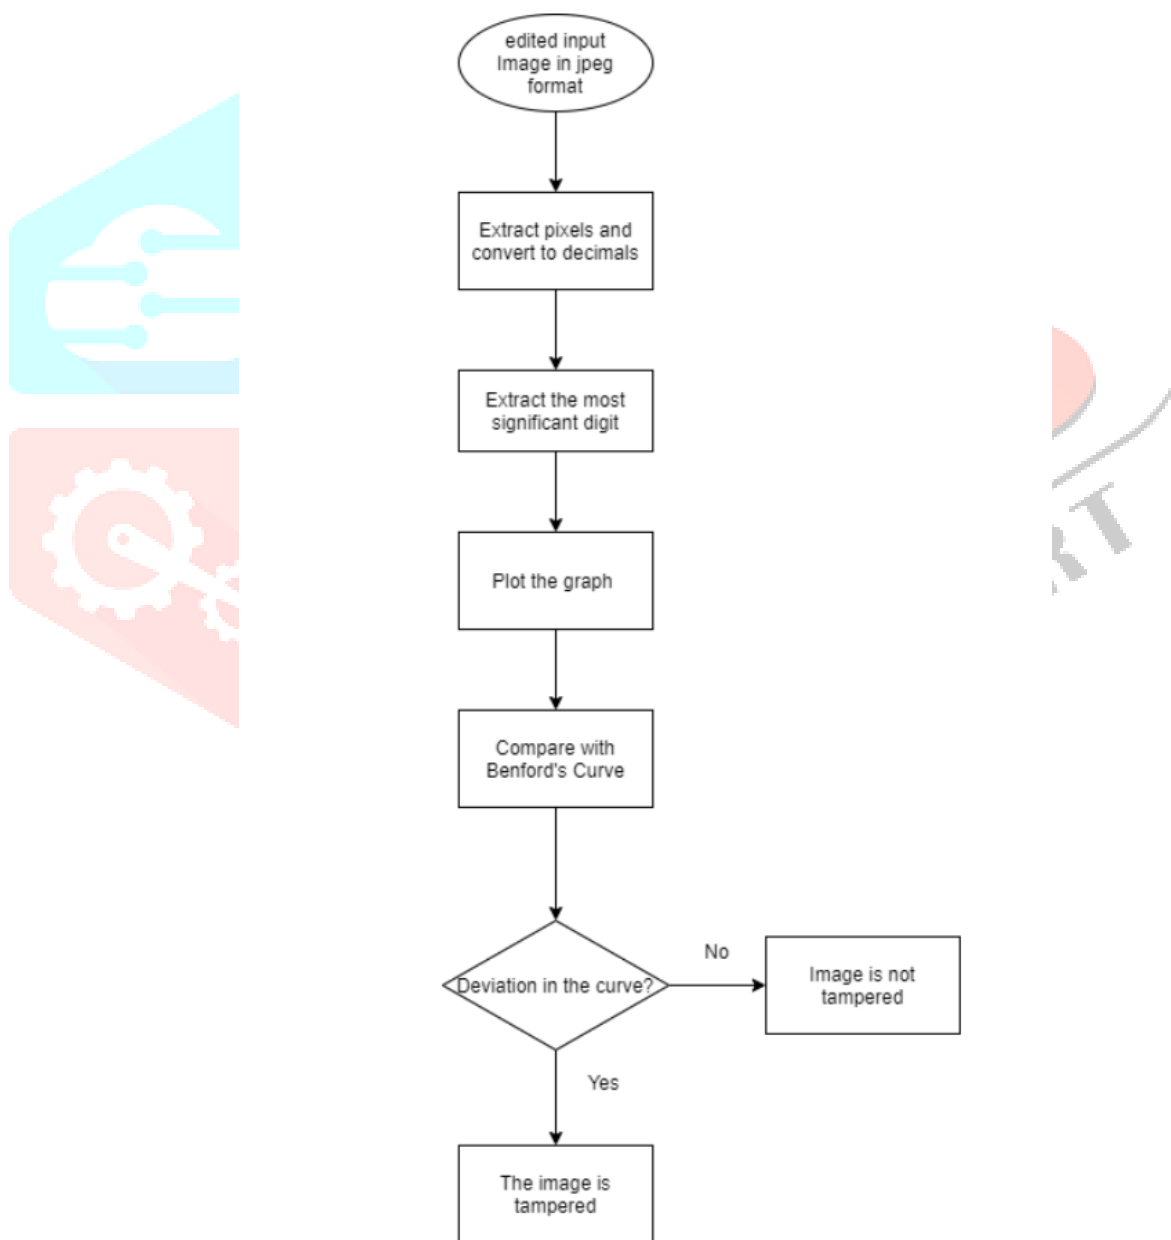 edited input
Image in jpeg
format
Extract pixels and
convert to decimals
Extract the most
significant digit
Plot the graph
Compare with
Benford's Curve
Deviation in the curve?
No
Image is not
tampered
Yes
The image is
tampered